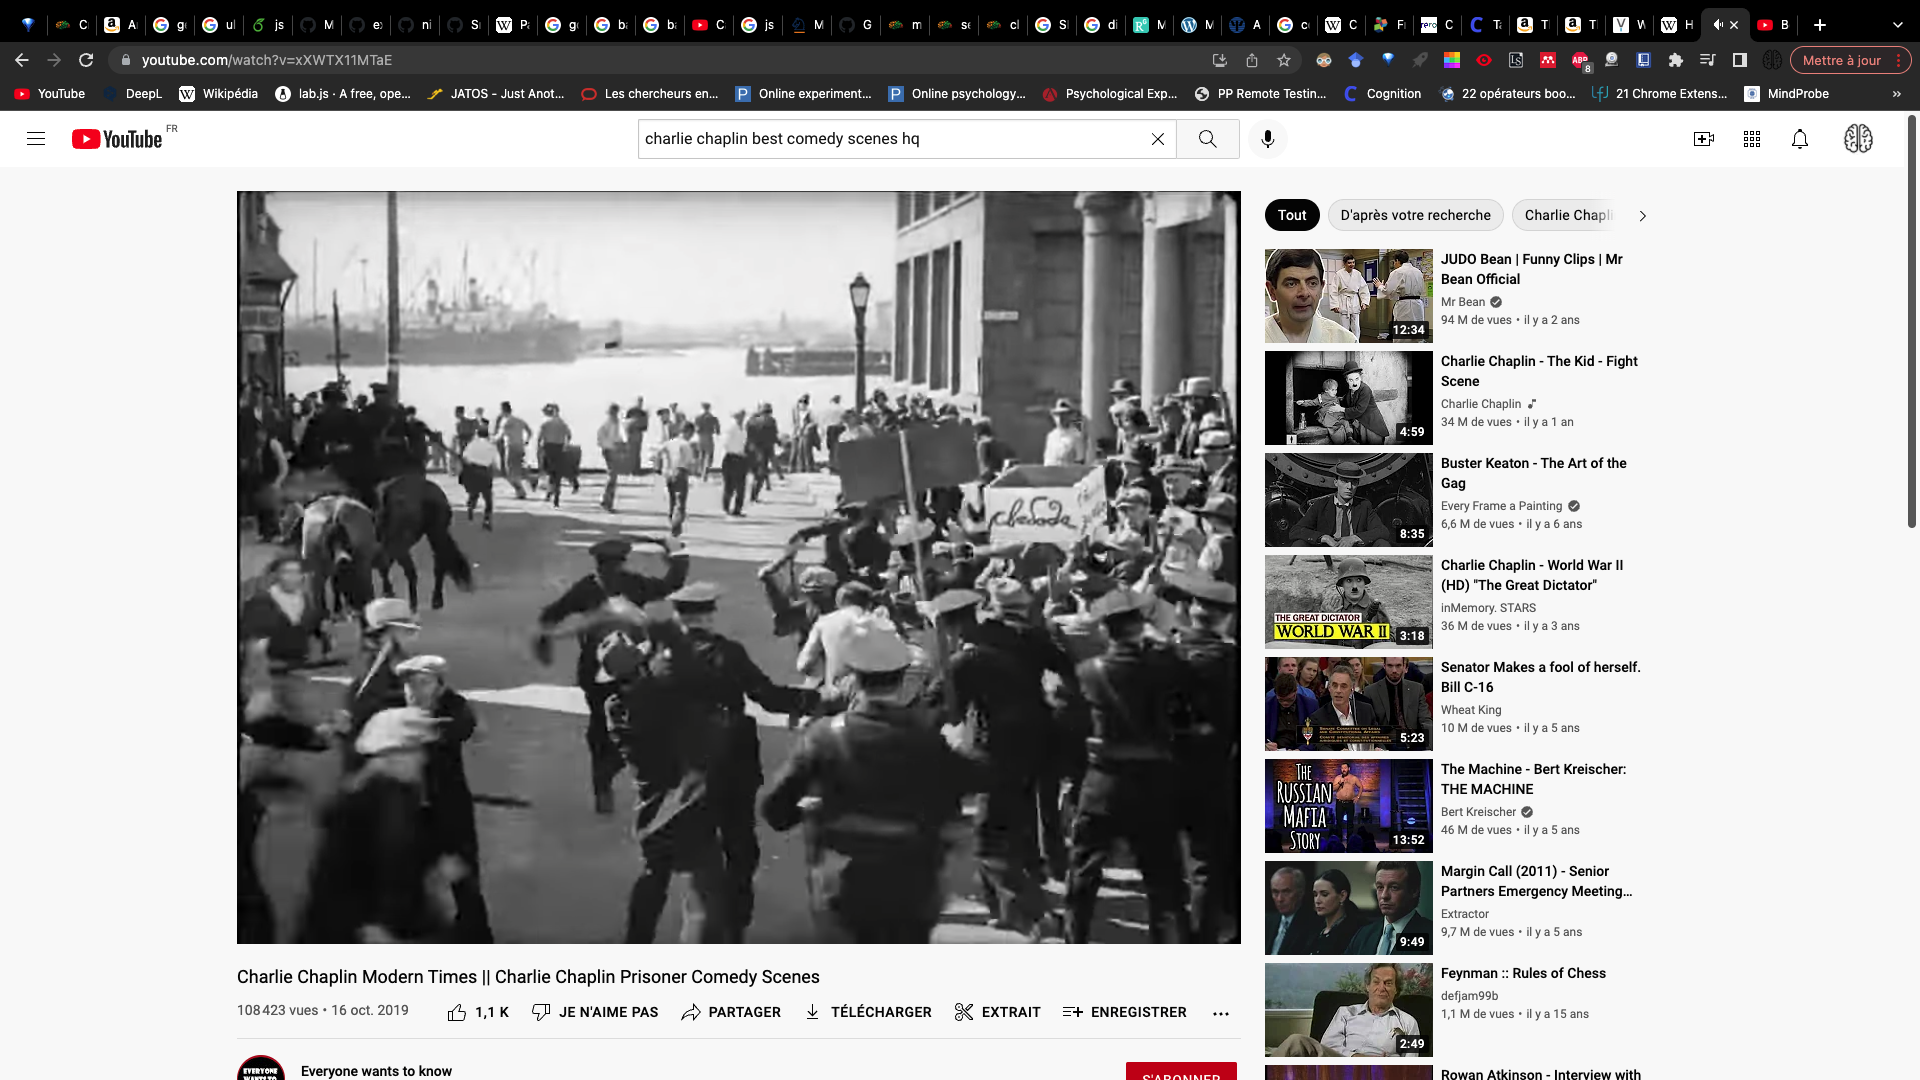 youtube.com/watch?v=xXWTX11MTaE
Mettre à jour
YouTube
DeepL
Wikipédia
lab.js · A free, ope...
JATOS - Just Anot...
Les chercheurs en...
Online experiment...
Online psychology...
Psychological Exp...
PP Remote Testin...
Cognition
22 opérateurs boo...
21 Chrome Extens...
MindProbe
»
YouTube FR
charlie chaplin best comedy scenes hq
Tout
D'après votre recherche
Charlie Chapli
JUDO Bean | Funny Clips | Mr
Bean Official
Mr Bean
94 M de vues • il y a 2 ans
12:34
Charlie Chaplin - The Kid - Fight
Scene
Charlie Chaplin
34 M de vues • il y a 1 an
4:59
Buster Keaton - The Art of the
Gag
Every Frame a Painting
6,6 M de vues • il y a 6 ans
8:35
Charlie Chaplin - World War II
(HD) "The Great Dictator"
inMemory. STARS
36 M de vues • il y a 3 ans
THE GREAT DICTATOR
WORLD WAR II
3:18
Senator Makes a fool of herself.
Bill C-16
Wheat King
10 M de vues • il y a 5 ans
5:23
The Machine - Bert Kreischer:
THE MACHINE
Bert Kreischer
46 M de vues • il y a 5 ans
THE
RUSSIAN
MAFIA
STORY
13:52
Margin Call (2011) - Senior
Partners Emergency Meeting...
Extractor
9,7 M de vues • il y a 5 ans
9:49
Feynman :: Rules of Chess
defjam99b
1,1 M de vues • il y a 15 ans
2:49
Rowan Atkinson - Interview with
Charlie Chaplin Modern Times || Charlie Chaplin Prisoner Comedy Scenes
108 423 vues • 16 oct. 2019
1,1 K
JE N'AIME PAS
PARTAGER
TÉLÉCHARGER
EXTRAIT
ENREGISTRER
...
Everyone wants to know
S'ABONNER